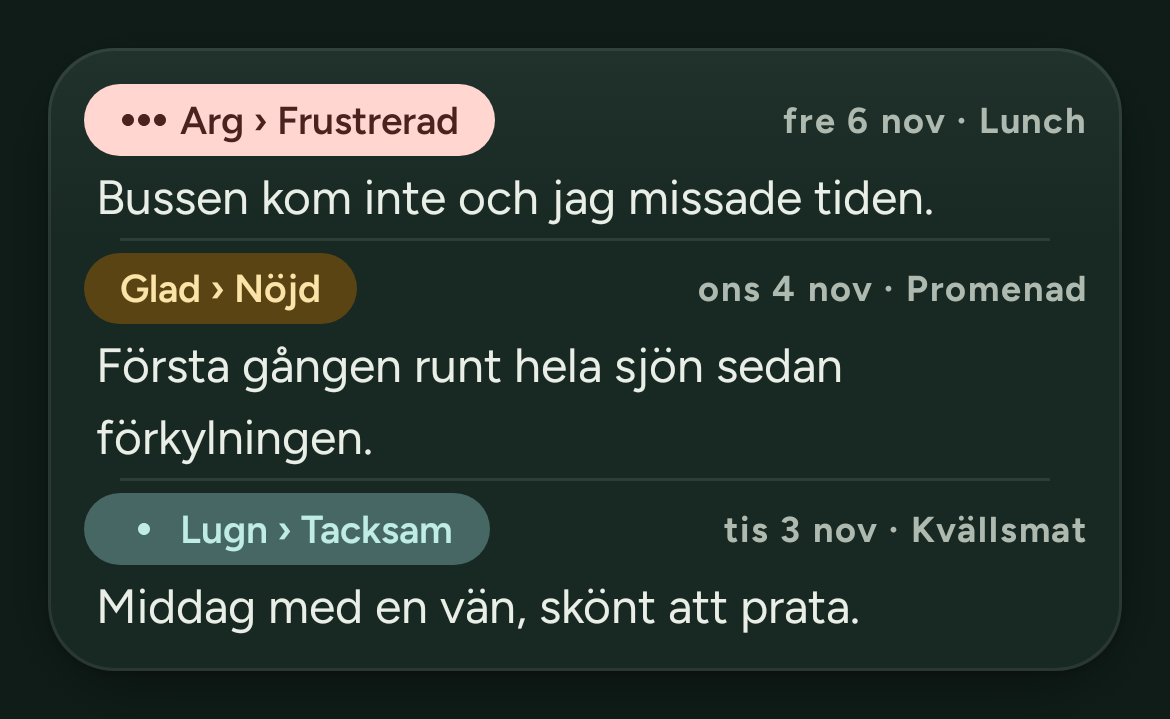 ••• Arg › Frustrerad
fre 6 nov · Lunch
Bussen kom inte och jag missade tiden.
Glad › Nöjd
ons 4 nov · Promenad
Första gången runt hela sjön sedan
förkylningen.
• Lugn › Tacksam
tis 3 nov · Kvällsmat
Middag med en vän, skönt att prata.